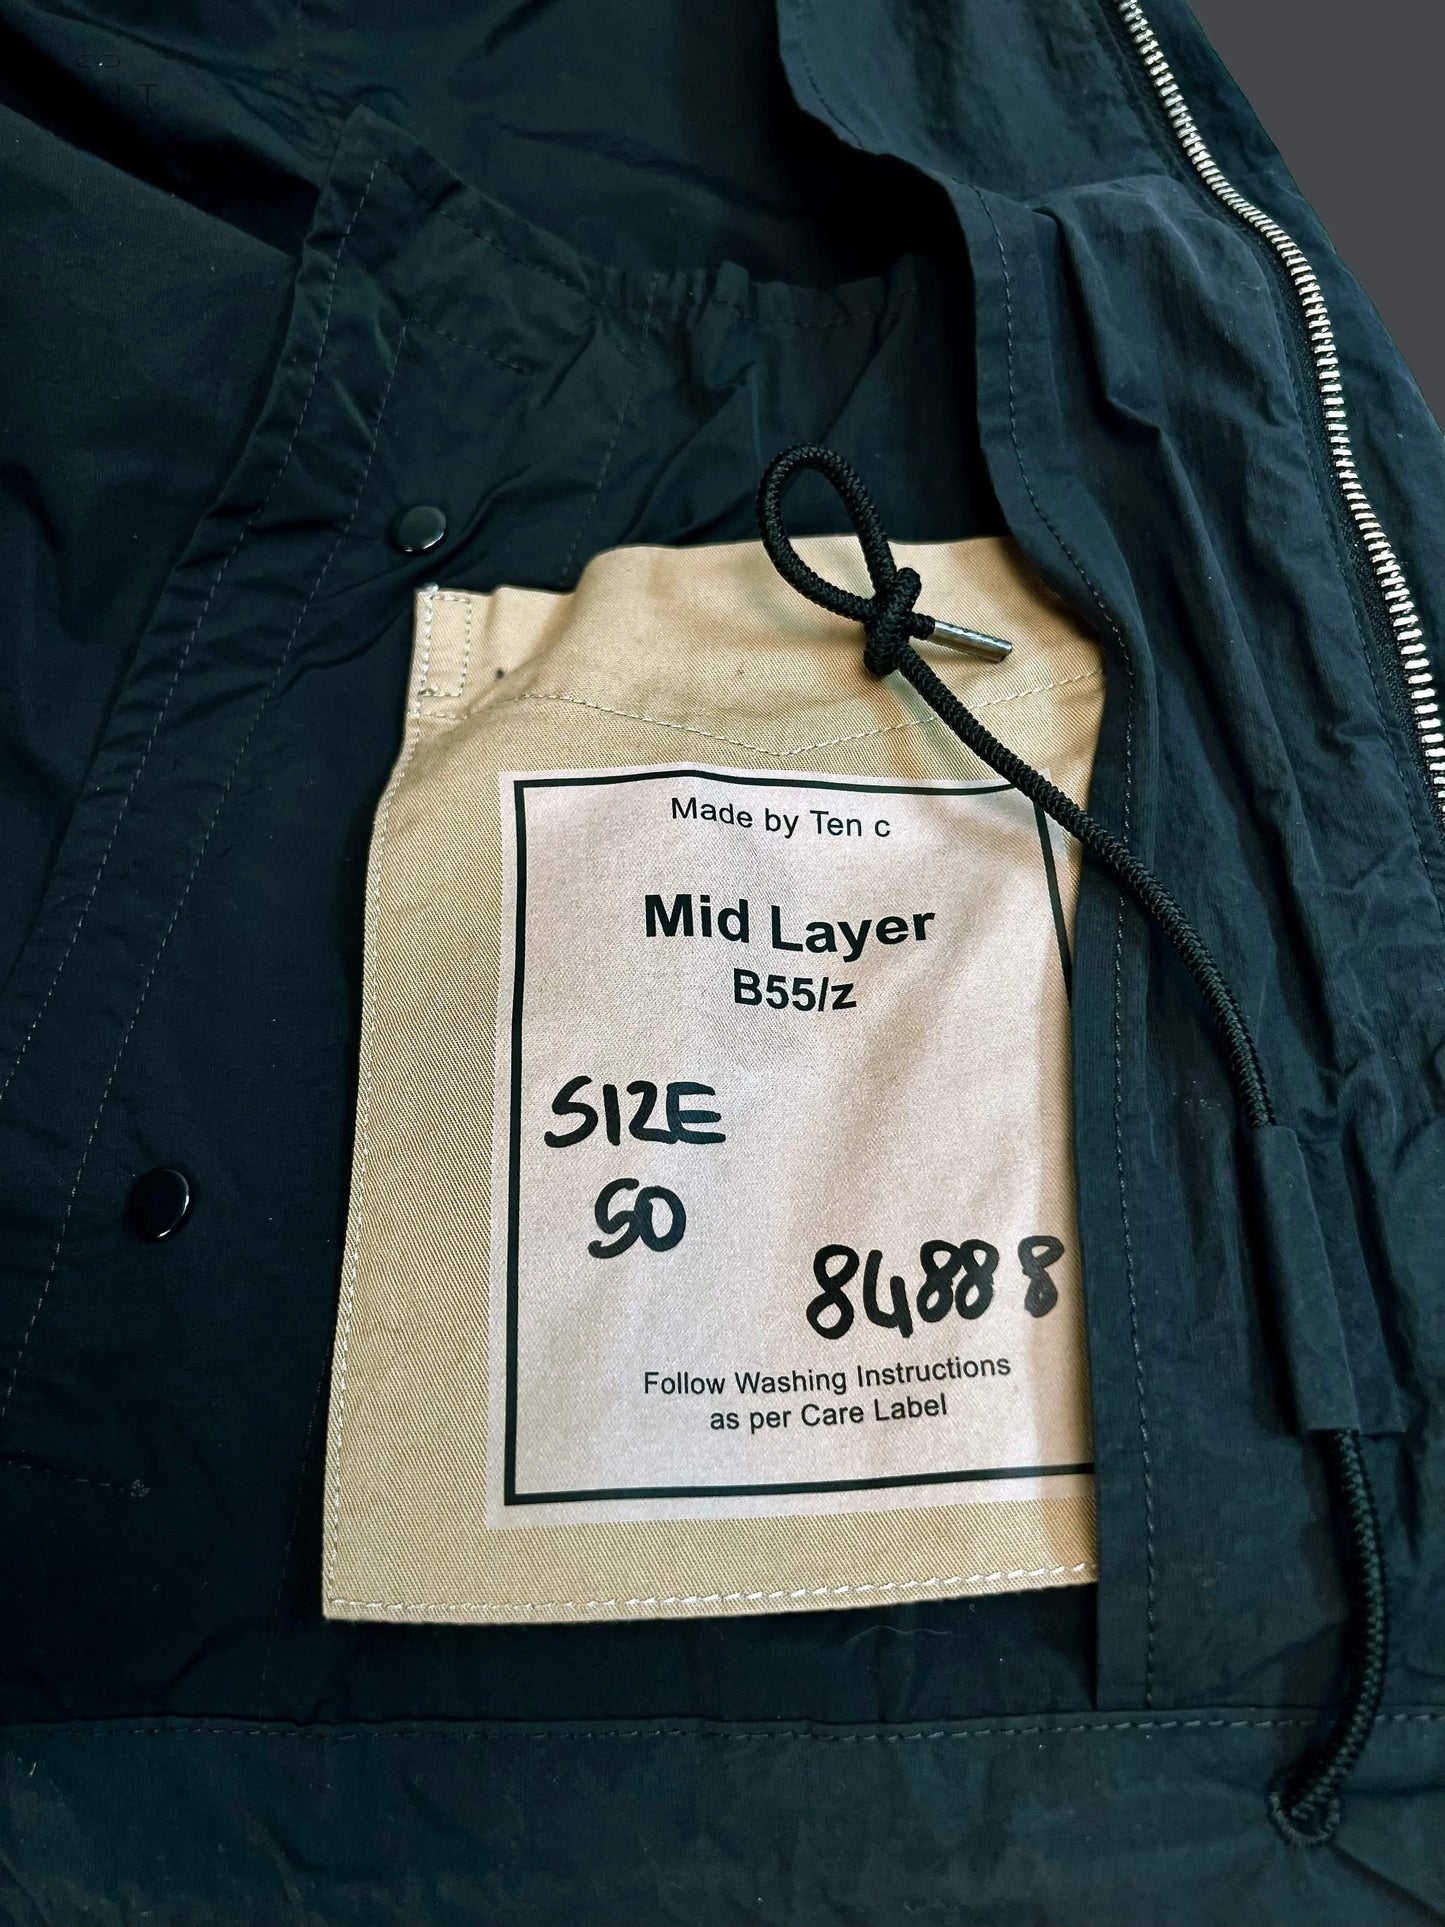 Made by Ten c
Mid Layer
B55/z
SIZE
50
84888
Follow Washing Instructions
as per Care Label